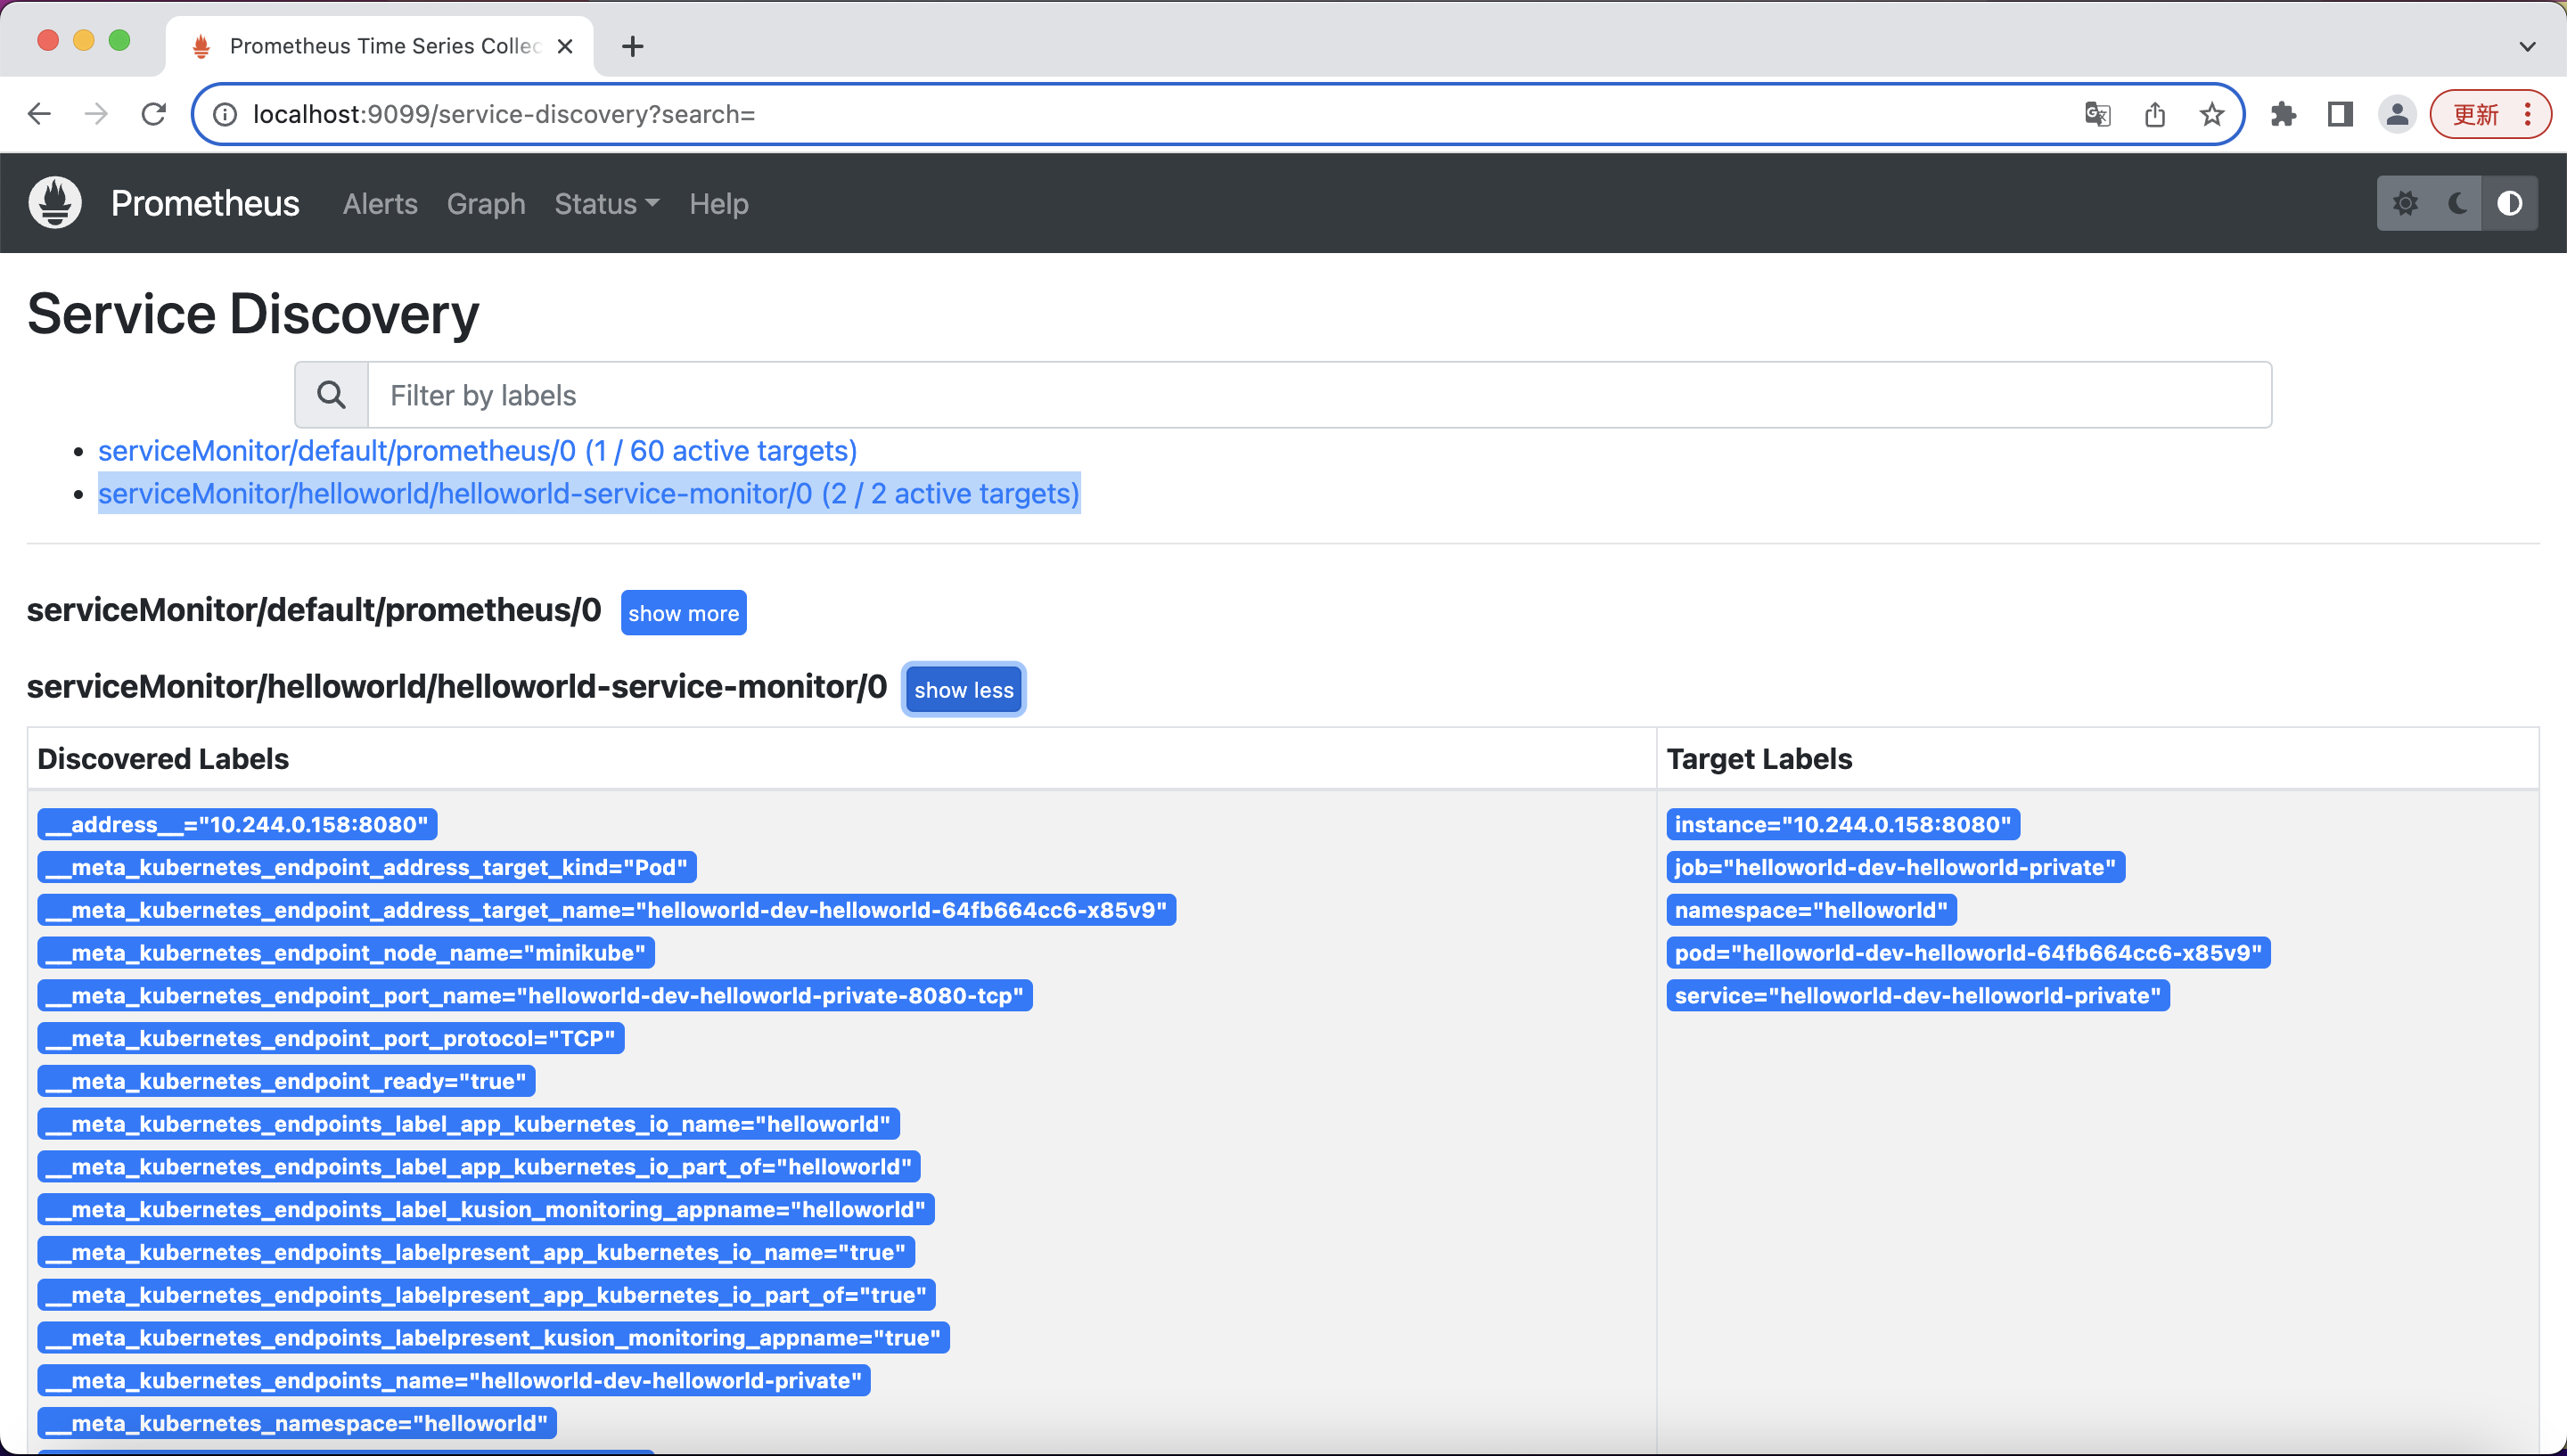 Prometheus Time Series Collec
localhost:9099/service-discovery?search=
更新
Prometheus Alerts Graph Status Help
Service Discovery
Filter by labels
serviceMonitor/default/prometheus/0 (1 / 60 active targets)
serviceMonitor/helloworld/helloworld-service-monitor/0 (2 / 2 active targets)
serviceMonitor/default/prometheus/0 show more
serviceMonitor/helloworld/helloworld-service-monitor/0 show less
Discovered Labels Target Labels
__address__="10.244.0.158:8080" instance="10.244.0.158:8080"
__meta_kubernetes_endpoint_address_target_kind="Pod" job="helloworld-dev-helloworld-private"
__meta_kubernetes_endpoint_address_target_name="helloworld-dev-helloworld-64fb664cc6-x85v9" namespace="helloworld"
__meta_kubernetes_endpoint_node_name="minikube" pod="helloworld-dev-helloworld-64fb664cc6-x85v9"
__meta_kubernetes_endpoint_port_name="helloworld-dev-helloworld-private-8080-tcp" service="helloworld-dev-helloworld-private"
__meta_kubernetes_endpoint_port_protocol="TCP"
__meta_kubernetes_endpoint_ready="true"
__meta_kubernetes_endpoints_label_app_kubernetes_io_name="helloworld"
__meta_kubernetes_endpoints_label_app_kubernetes_io_part_of="helloworld"
__meta_kubernetes_endpoints_label_kusion_monitoring_appname="helloworld"
__meta_kubernetes_endpoints_labelpresent_app_kubernetes_io_name="true"
__meta_kubernetes_endpoints_labelpresent_app_kubernetes_io_part_of="true"
__meta_kubernetes_endpoints_labelpresent_kusion_monitoring_appname="true"
__meta_kubernetes_endpoints_name="helloworld-dev-helloworld-private"
__meta_kubernetes_namespace="helloworld"